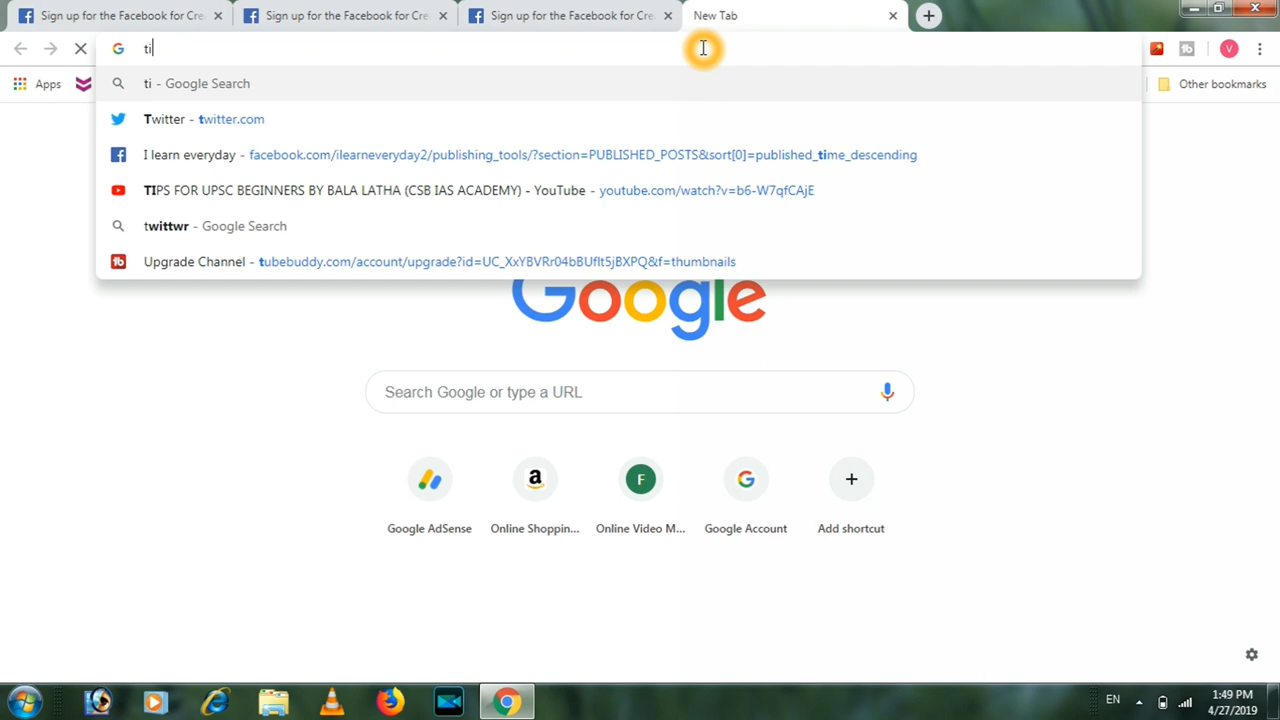 Sign up for the Facebook for Cre
Sign up for the Facebook for Cre
Sign up for the Facebook for Cre
New Tab
ti
V
Apps
Other bookmarks
ti - Google Search
Twitter - twitter.com
I learn everyday - facebook.com/ilearneveryday2/publishing_tools/?section=PUBLISHED_POSTS&sort[0]=published_time_descending
TIPS FOR UPSC BEGINNERS BY BALA LATHA (CSB IAS ACADEMY) - YouTube - youtube.com/watch?v=b6-W7qfCAjE
twittwr - Google Search
Upgrade Channel - tubebuddy.com/account/upgrade?id=UC_XxYBVRr04bBUfIt5jBXPQ&f=thumbnails
Google
Search Google or type a URL
F
Google AdSense
Online Shoppin...
Online Video M...
Google Account
Add shortcut
EN
1:49 PM
4/27/2019